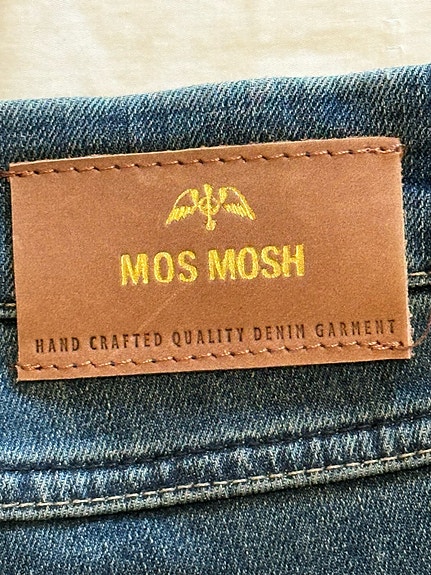 MOS MOSH
HAND CRAFTED QUALITY DENIM GARMENT